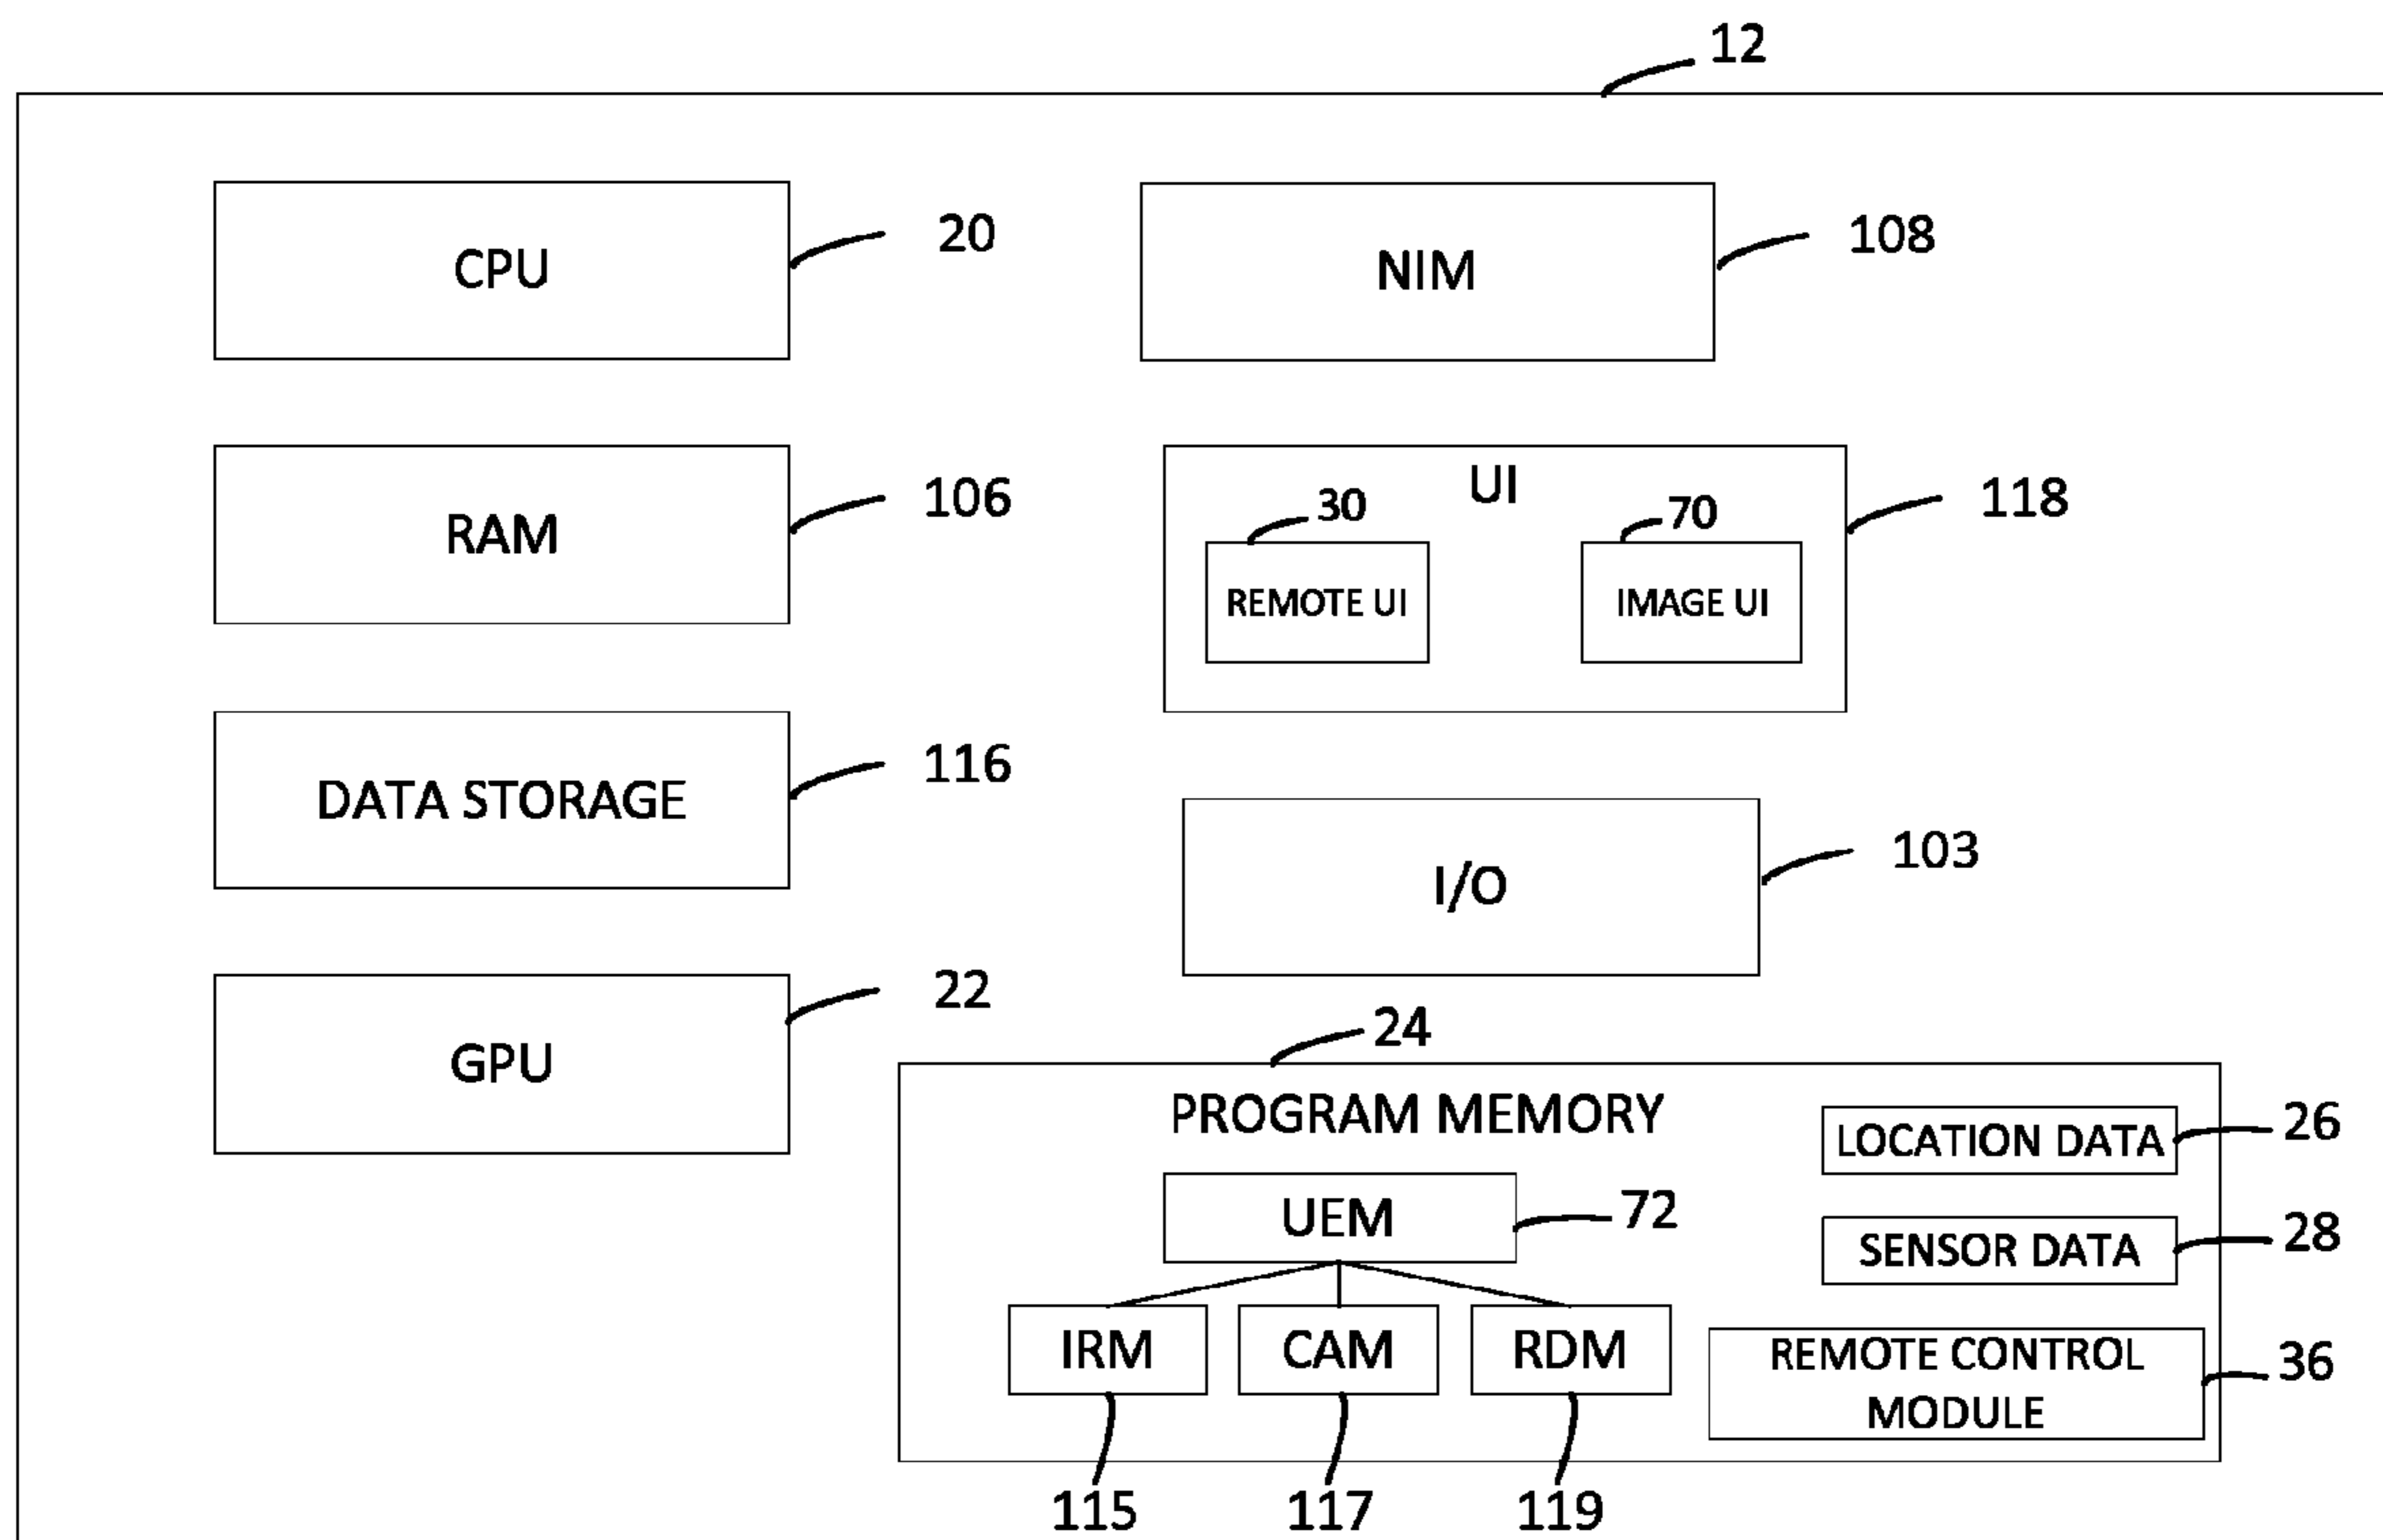 12
CPU
20
NIM
108
RAM
106
UI
30
70
118
REMOTE UI
IMAGE UI
DATA STORAGE
116
I/O
103
GPU
22
24
PROGRAM MEMORY
LOCATION DATA
26
UEM
72
SENSOR DATA
28
IRM
CAM
RDM
REMOTE CONTROL
MODULE
36
115
117
119